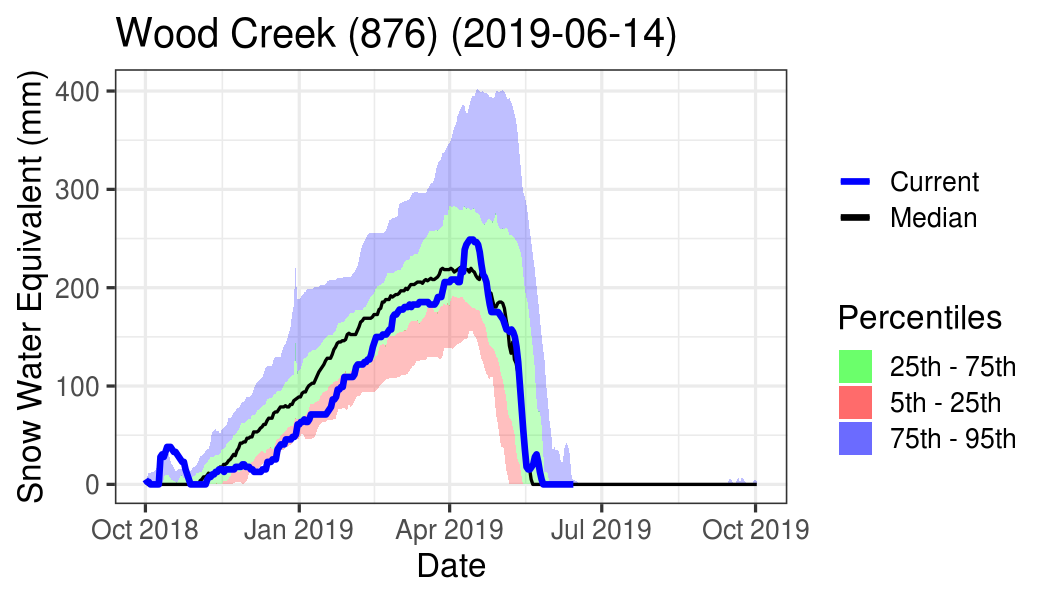 Wood Creek (876) (2019-06-14)
Snow Water Equivalent (mm)
400
300
200
100
0
Oct 2018
Jan 2019
Apr 2019
Jul 2019
Oct 2019
Date
Current
Median
Percentiles
25th - 75th
5th - 25th
75th - 95th